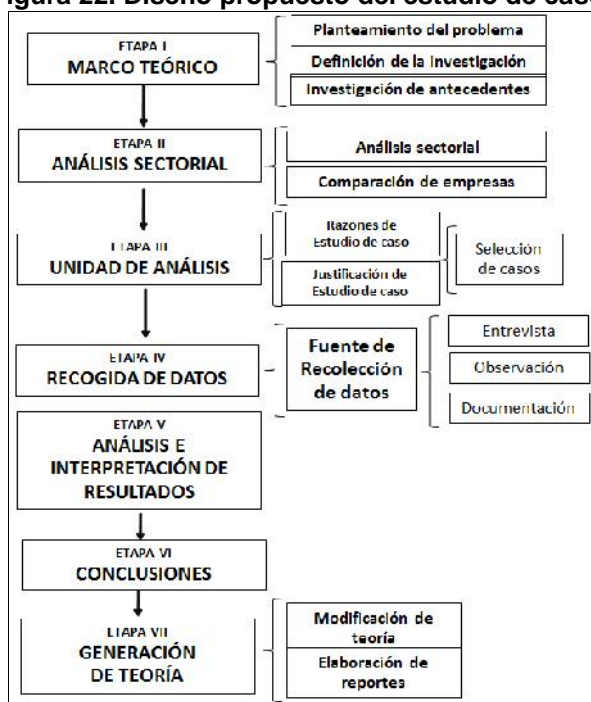 igura 22. Diseño propuesto del estudio de caso
ETAPA I
MARCO TEÓRICO
Planteamiento del problema
Definición de la Investigación
Investigación de antecedentes
ETAPA II
ANÁLISIS SECTORIAL
Análisis sectorial
Comparación de empresas
ETAPA III
UNIDAD DE ANÁLISIS
Razones de
Estudio de caso
Justificación de
Estudio de caso
Selección
de casos
ETAPA IV
RECOGIDA DE DATOS
Fuente de
Recolección
de datos
Entrevista
Observación
Documentación
ETAPA V
ANÁLISIS E
INTERPRETACIÓN DE
RESULTADOS
ETAPA VI
CONCLUSIONES
ETAPA VII
GENERACIÓN
DE TEORÍA
Modificación de
teoría
Elaboración de
reportes